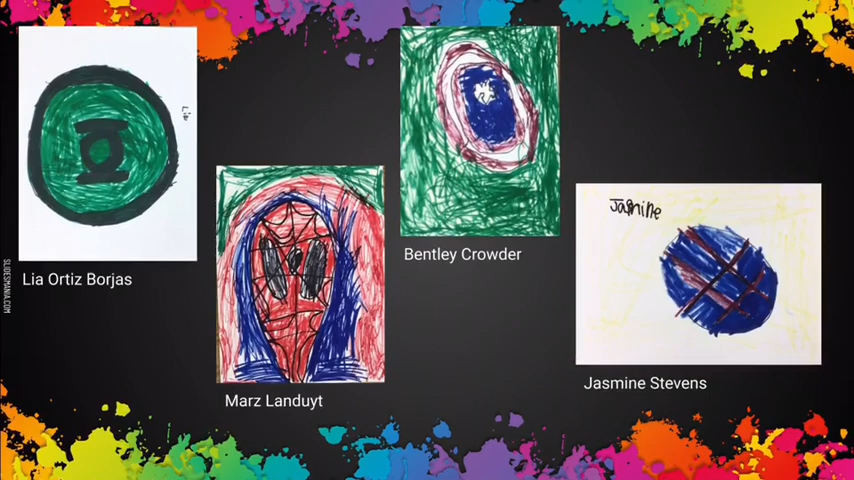 Lia
Lia Ortiz Borjas
Marz Landuyt
Bentley Crowder
Jasmine
Jasmine Stevens
SLIDESMANIA.COM